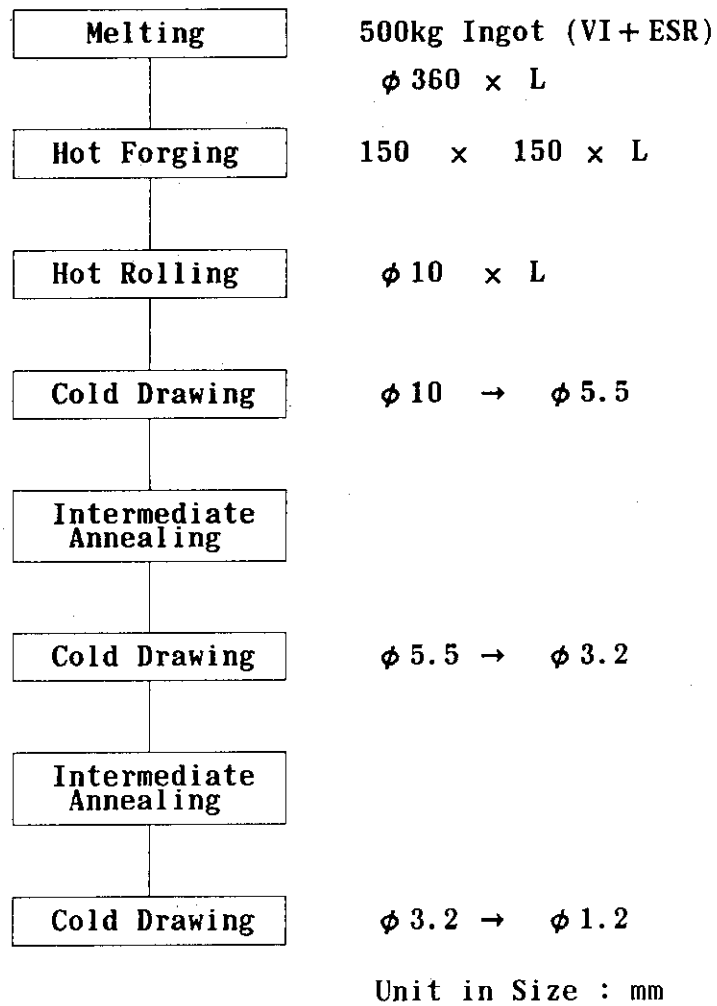 Melting 500kg Ingot (VI + ESR)
φ 360 × L
Hot Forging 150 × 150 × L
Hot Rolling φ 10 × L
Cold Drawing φ 10 → φ 5.5
Intermediate
Annealing
Cold Drawing φ 5.5 → φ 3.2
Intermediate
Annealing
Cold Drawing φ 3.2 → φ 1.2
Unit in Size : mm